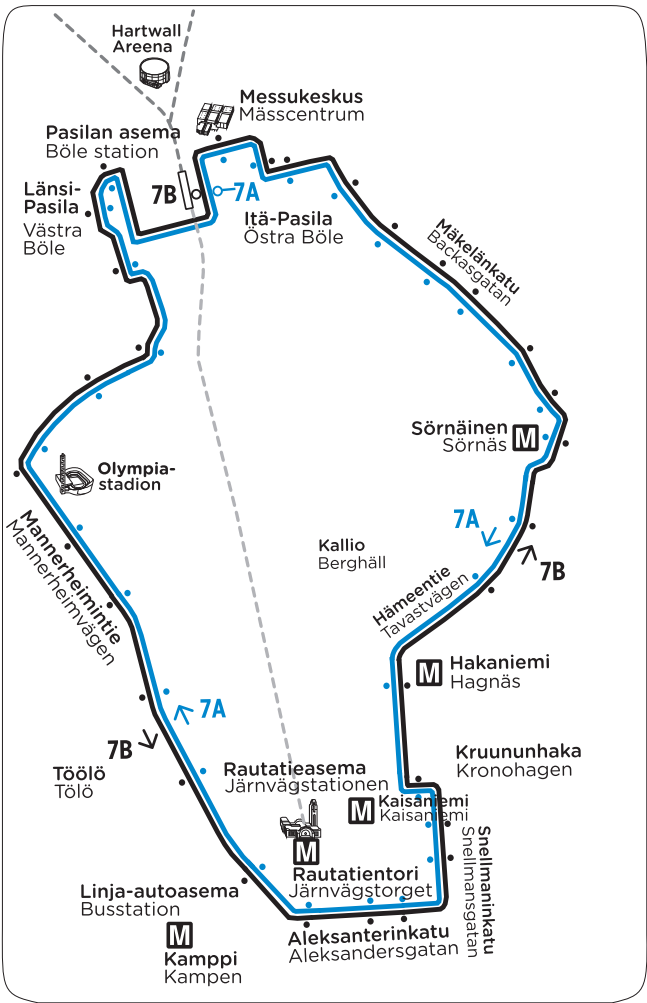 Hartwall
Areena
Messukeskus
Mässcentrum
Pasilan asema
Böle station
Länsi-
Pasila
Västra
Böle
7B
7A
Itä-Pasila
Östra Böle
Mäkelänkatu
Backasgatan
Sörnäinen
Sörnäs
M
Olympia-
stadion
7A
7B
Kallio
Berghäll
Mannerheimintie
Mannerheimvägen
Hämeentie
Tavastvägen
M
Hakaniemi
Hagnäs
7A
7B
Kruununhaka
Kronohagen
Töölö
Tölö
Rautatieasema
Järnvägstationen
M
Kaisaniemi
Kaisaniemi
M
Rautatientori
Järnvägstorget
Snellmaninkatu
Snellmansgatan
Linja-autoasema
Busstation
M
Kamppi
Kampen
Aleksanterinkatu
Aleksandersgatan